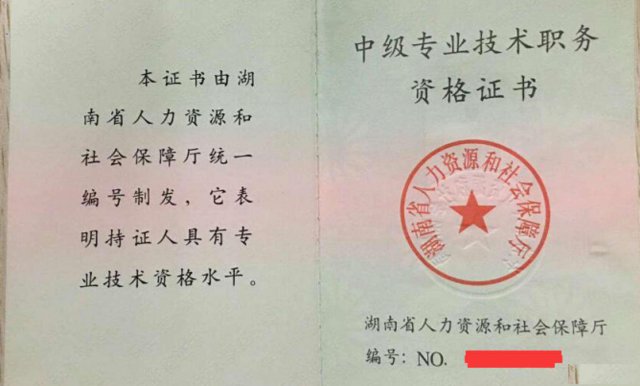 本证书由湖
南省人力资源和
社会保障厅统一
编号制发，它表
明持证人具有专
业技术资格水平。
中级专业技术职务
资格证书
湖南省人力资源和社会保障厅
湖南省人力资源和社会保障厅
编号：NO.